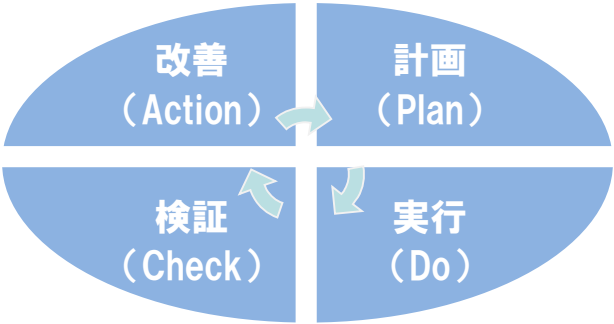 改善
（Action）
計画
（Plan）
検証
（Check）
実行
（Do）